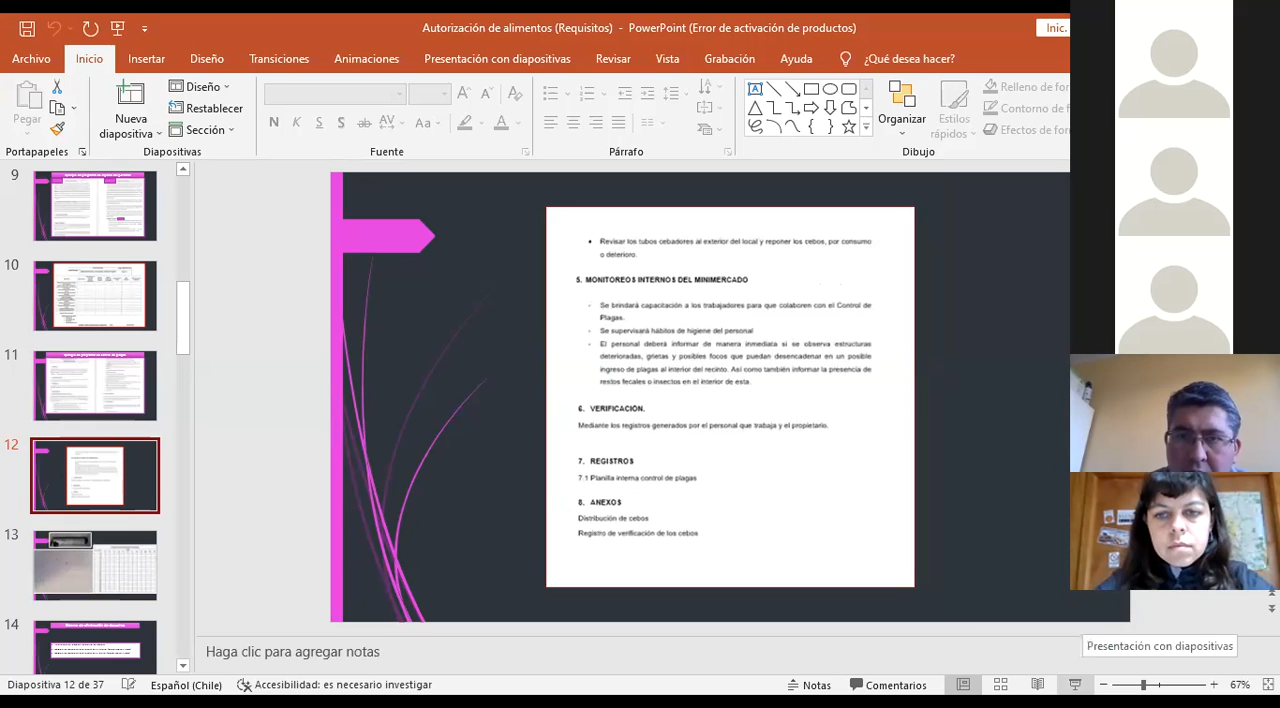 Autorización de alimentos (Requisitos) - PowerPoint (Error de activación de productos)
Inic.
Archivo Inicio Insertar Diseño Transiciones Animaciones Presentación con diapositivas Revisar Vista Grabación Ayuda ¿Qué desea hacer?
Pegar
Nueva diapositiva
Diseño
Restablecer
Sección
N K S S ab AV Aa A A A
Organizar
Estilos rápidos
Relleno de for
Contorno de f
Efectos de for
Portapapeles Diapositivas Fuente Párrafo Dibujo
9
10
11
12
13
14
• Revisar los tubos cebadores al exterior del local y reponer los cebos, por consumo
o deterioro.
5. MONITOREOS INTERNOS DEL MINIMERCADO
- Se brindará capacitación a los trabajadores para que colaboren con el Control de
Plagas.
- Se supervisará hábitos de higiene del personal
- El personal deberá informar de manera inmediata si se observa estructuras
deterioradas, grietas y posibles focos que puedan desencadenar en un posible
ingreso de plagas al interior del recinto. Así como también informar la presencia de
restos fecales o insectos en el interior de esta.
6. VERIFICACIÓN.
Mediante los registros generados por el personal que trabaja y el propietario.
7. REGISTROS
7.1 Planilla interna control de plagas
8. ANEXOS
Distribución de cebos
Registro de verificación de los cebos
Haga clic para agregar notas
Presentación con diapositivas
Diapositiva 12 de 37 Español (Chile) Accesibilidad: es necesario investigar Notas Comentarios 67%